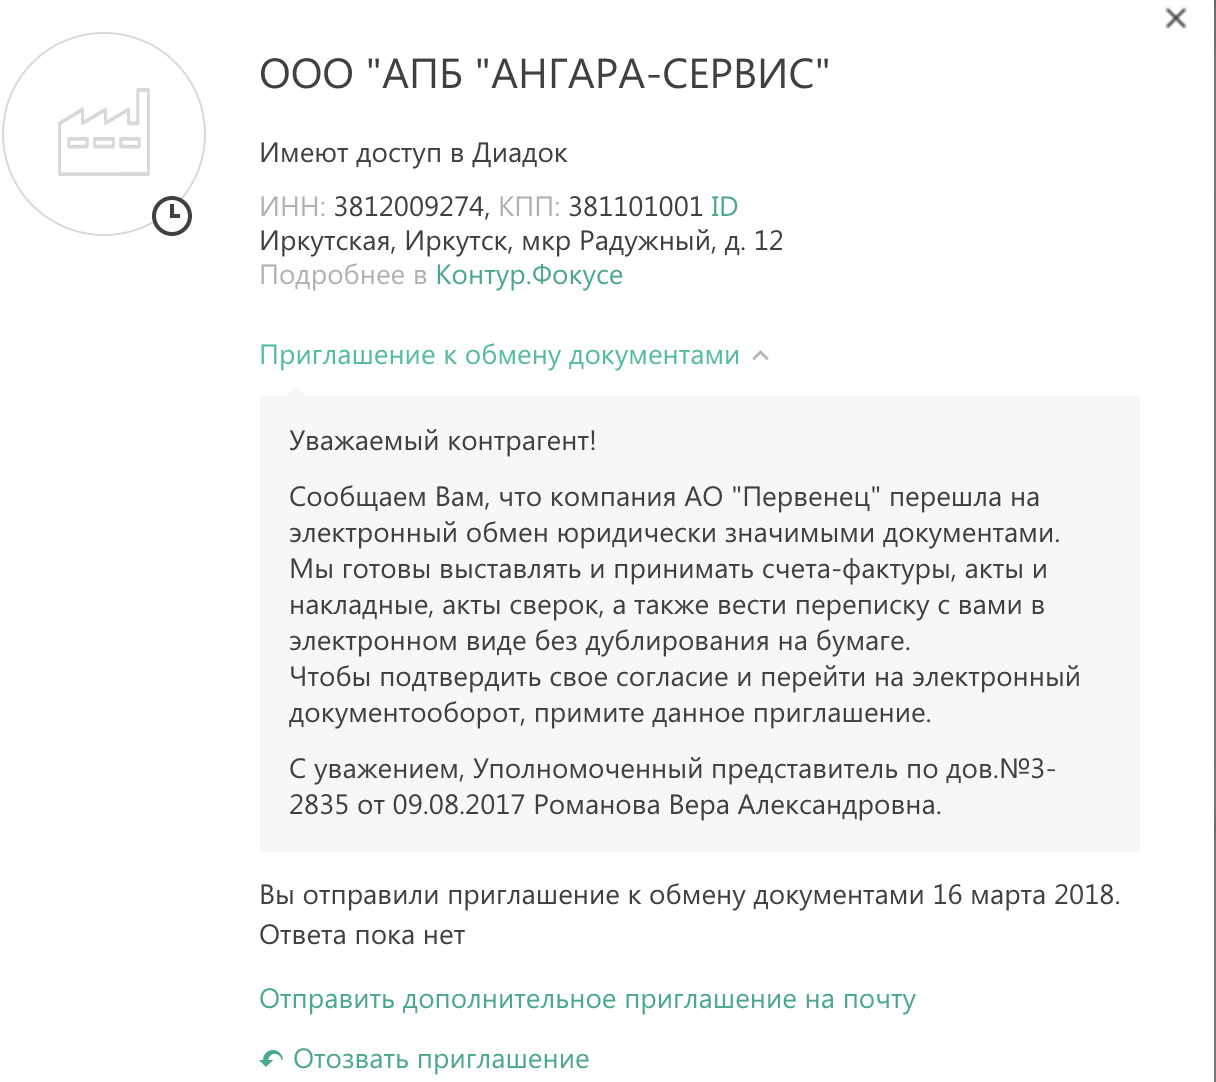 ООО "АПБ "АНГАРА-СЕРВИС"
Имеют доступ в Диадок
ИНН: 3812009274, КПП: 381101001 ID
Иркутская, Иркутск, мкр Радужный, д. 12
Подробнее в Контур.Фокусе
Приглашение к обмену документами
Уважаемый контрагент!
Сообщаем Вам, что компания АО "Первенец" перешла на
электронный обмен юридически значимыми документами.
Мы готовы выставлять и принимать счета-фактуры, акты и
накладные, акты сверок, а также вести переписку с вами в
электронном виде без дублирования на бумаге.
Чтобы подтвердить свое согласие и перейти на электронный
документооборот, примите данное приглашение.
С уважением, Уполномоченный представитель по дов.№3-
2835 от 09.08.2017 Романова Вера Александровна.
Вы отправили приглашение к обмену документами 16 марта 2018.
Ответа пока нет
Отправить дополнительное приглашение на почту
Отозвать приглашение